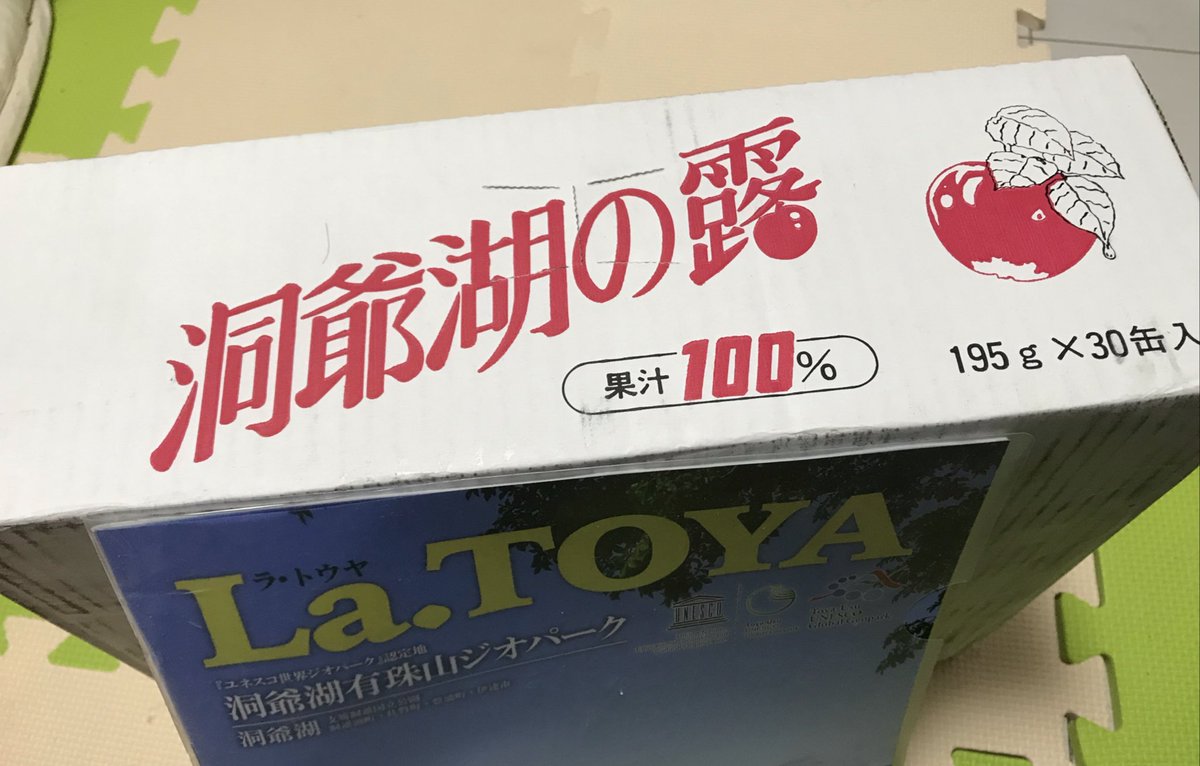 洞爺湖の露
果汁100%
195g×30缶入
ラ・トウヤ
La.TOYA
UNESCO
『ユネスコ世界ジオパーク』認定地
洞爺湖有珠山ジオパーク
洞爺湖